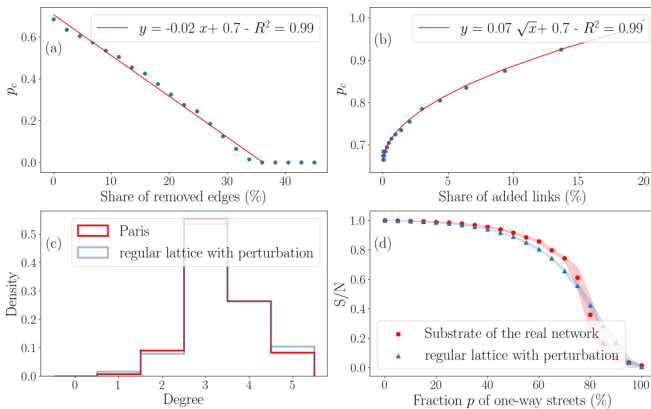 y = -0.02 x+ 0.7 - R² = 0.99
(a)
p_c
0.6
0.4
0.2
0.0
0
10
20
30
40
Share of removed edges (%)
y = 0.07 √x+ 0.7 - R² = 0.99
(b)
p_c
1.0
0.9
0.8
0.7
0
5
10
15
20
Share of added links (%)
Paris
regular lattice with perturbation
(c)
Density
0.5
0.4
0.3
0.2
0.1
0.0
0
1
2
3
4
5
Degree
(d)
S/N
1.0
0.8
0.6
0.4
0.2
0.0
Substrate of the real network
regular lattice with perturbation
0
20
40
60
80
100
Fraction p of one-way streets (%)